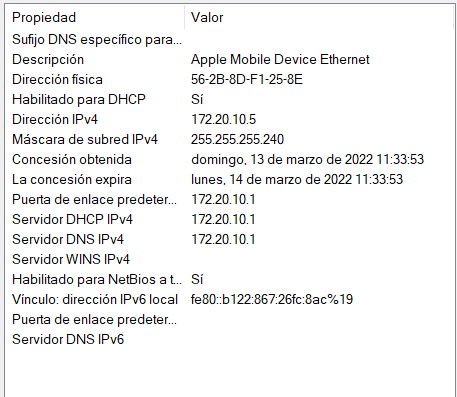 Propiedad Valor
Sufijo DNS específico para...
Descripción Apple Mobile Device Ethernet
Dirección física 56-2B-8D-F1-25-8E
Habilitado para DHCP Sí
Dirección IPv4 172.20.10.5
Máscara de subred IPv4 255.255.255.240
Concesión obtenida domingo, 13 de marzo de 2022 11:33:53
La concesión expira lunes, 14 de marzo de 2022 11:33:53
Puerta de enlace predeter... 172.20.10.1
Servidor DHCP IPv4 172.20.10.1
Servidor DNS IPv4 172.20.10.1
Servidor WINS IPv4
Habilitado para NetBios a t... Sí
Vínculo: dirección IPv6 local fe80::b122:867:26fc:8ac%19
Puerta de enlace predeter...
Servidor DNS IPv6